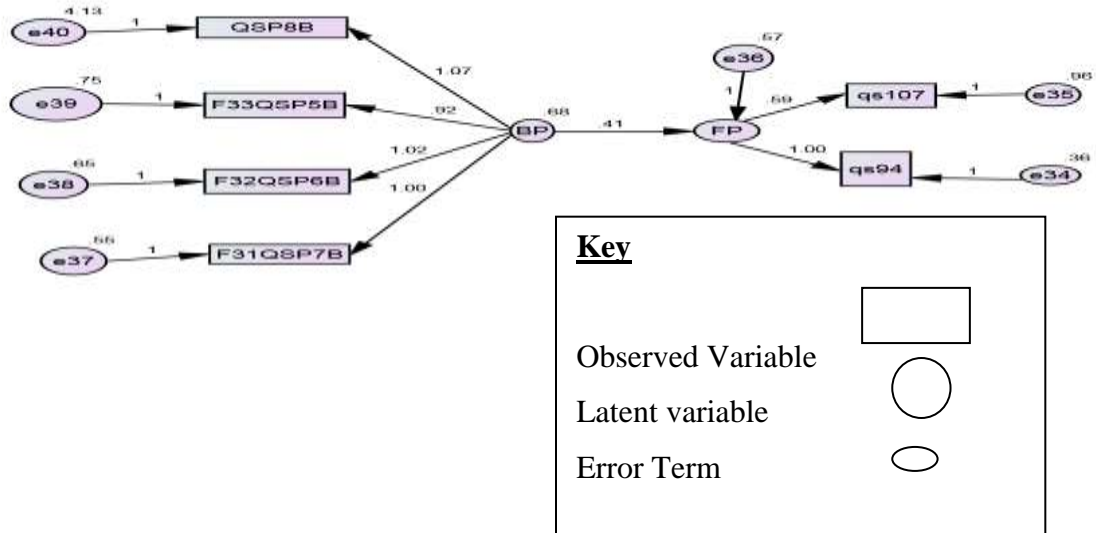 4.13
e40 1 QSP8B
1.07
.75
e39 1 F33QSP5B
.92
.65
e38 1 F32QSP6B
1.02
.55
e37 1 F31QSP7B
1.00
.68
BP .41 FP
.57
e36
1
.59
qs107 1 e35
.96
1.00
qs94 1 e34
.36
Key
Observed Variable
Latent variable
Error Term